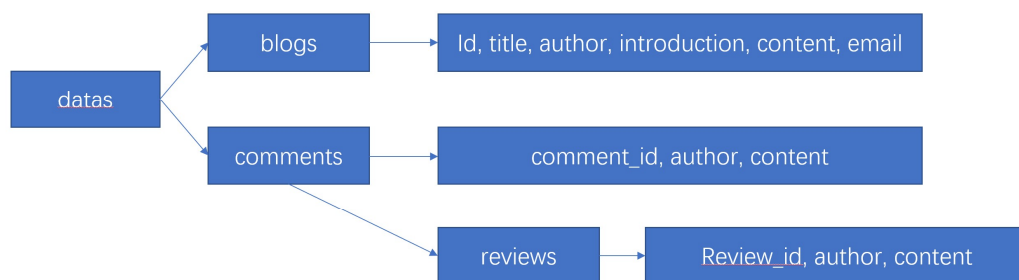 blogs
Id, title, author, introduction, content, email
datas
comments
comment_id, author, content
reviews
Review_id, author, content